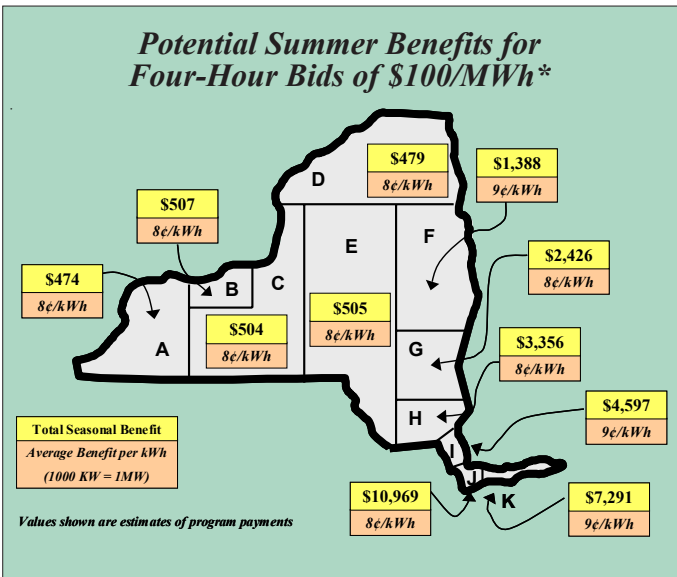 Potential Summer Benefits for
Four-Hour Bids of $100/MWh*
D
$479
8¢/kWh
$1,388
9¢/kWh
$507
8¢/kWh
E
F
$2,426
8¢/kWh
$474
8¢/kWh
B
C
$504
8¢/kWh
$505
8¢/kWh
A
G
$3,356
8¢/kWh
H
$4,597
9¢/kWh
Total Seasonal Benefit
Average Benefit per kWh
(1000 KW = 1MW)
I
J
K
$10,969
8¢/kWh
$7,291
9¢/kWh
Values shown are estimates of program payments